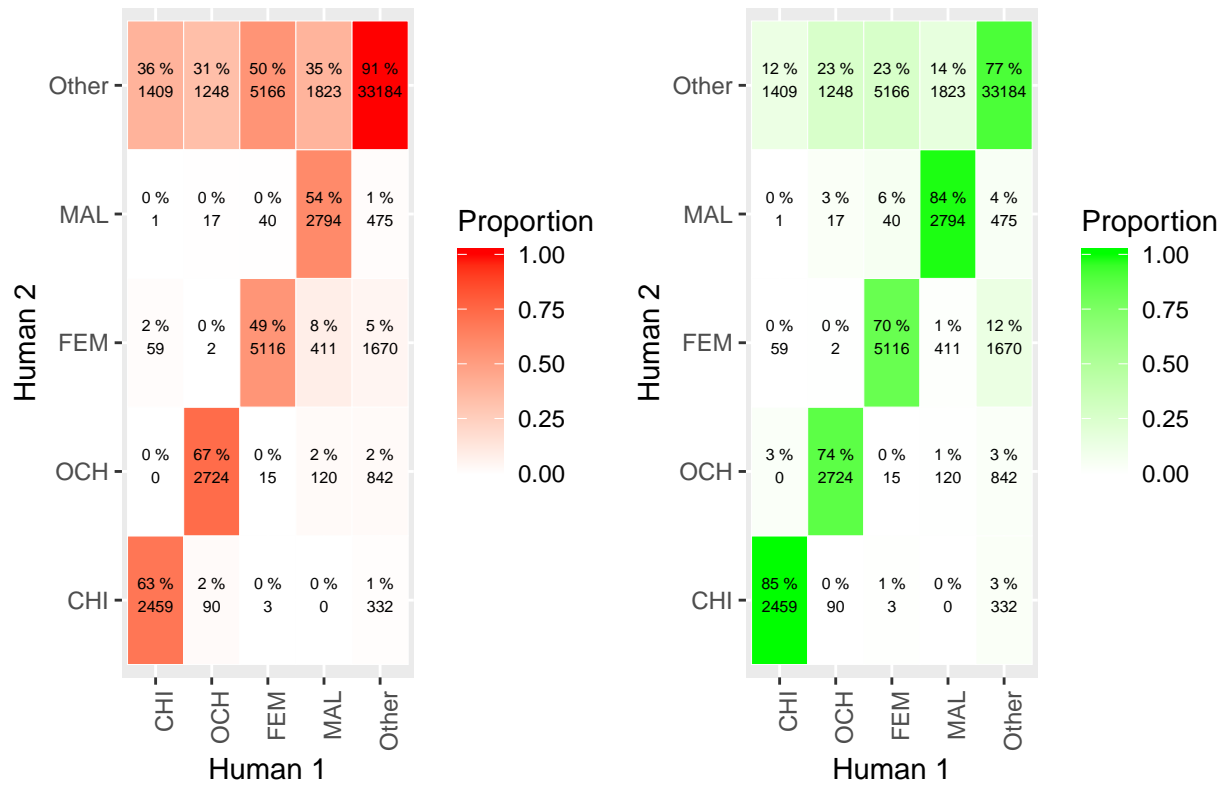 Other
36 % 31 % 50 % 35 % 91 %
1409 1248 5166 1823 33184
MAL
0 % 0 % 0 % 54 % 1 %
1 17 40 2794 475
FEM
2 % 0 % 49 % 8 % 5 %
59 2 5116 411 1670
OCH
0 % 67 % 0 % 2 % 2 %
0 2724 15 120 842
CHI
63 % 2 % 0 % 0 % 1 %
2459 90 3 0 332
CHI OCH FEM MAL Other
Human 1
Human 2
Proportion
1.00
0.75
0.50
0.25
0.00
Other
12 % 23 % 23 % 14 % 77 %
1409 1248 5166 1823 33184
MAL
0 % 3 % 6 % 84 % 4 %
1 17 40 2794 475
FEM
0 % 0 % 70 % 1 % 12 %
59 2 5116 411 1670
OCH
3 % 74 % 0 % 1 % 3 %
0 2724 15 120 842
CHI
85 % 0 % 1 % 0 % 3 %
2459 90 3 0 332
CHI OCH FEM MAL Other
Human 1
Human 2
Proportion
1.00
0.75
0.50
0.25
0.00